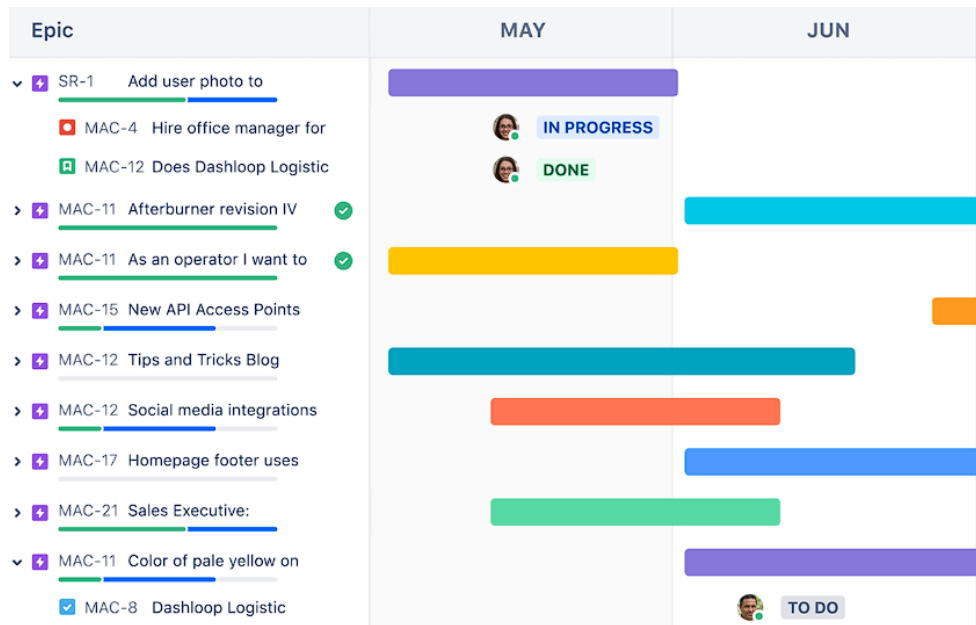 Epic MAY JUN
SR-1 Add user photo to
MAC-4 Hire office manager for IN PROGRESS
MAC-12 Does Dashloop Logistic DONE
MAC-11 Afterburner revision IV
MAC-11 As an operator I want to
MAC-15 New API Access Points
MAC-12 Tips and Tricks Blog
MAC-12 Social media integrations
MAC-17 Homepage footer uses
MAC-21 Sales Executive:
MAC-11 Color of pale yellow on
MAC-8 Dashloop Logistic TO DO